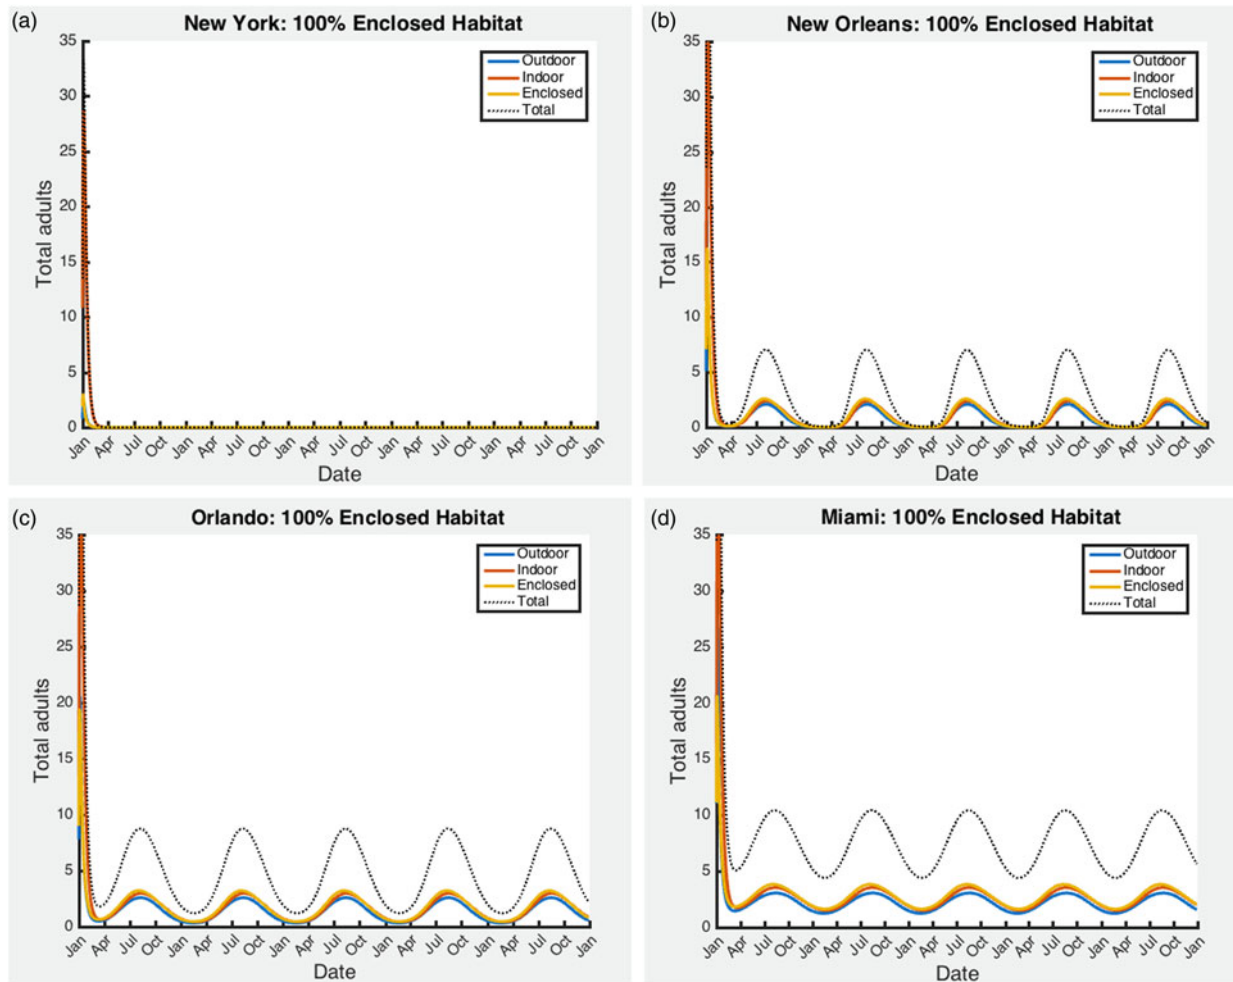 (a)
New York: 100% Enclosed Habitat
35
30
25
20
15
10
5
0
Total adults
Outdoor
Indoor
Enclosed
Total
Jan Apr Jul Oct Jan Apr Jul Oct Jan Apr Jul Oct Jan Apr Jul Oct Jan Apr Jul Oct Jan
Date
(b)
New Orleans: 100% Enclosed Habitat
35
30
25
20
15
10
5
0
Total adults
Outdoor
Indoor
Enclosed
Total
Jan Apr Jul Oct Jan Apr Jul Oct Jan Apr Jul Oct Jan Apr Jul Oct Jan Apr Jul Oct Jan
Date
(c)
Orlando: 100% Enclosed Habitat
35
30
25
20
15
10
5
0
Total adults
Outdoor
Indoor
Enclosed
Total
Jan Apr Jul Oct Jan Apr Jul Oct Jan Apr Jul Oct Jan Apr Jul Oct Jan Apr Jul Oct Jan
Date
(d)
Miami: 100% Enclosed Habitat
35
30
25
20
15
10
5
0
Total adults
Outdoor
Indoor
Enclosed
Total
Jan Apr Jul Oct Jan Apr Jul Oct Jan Apr Jul Oct Jan Apr Jul Oct Jan Apr Jul Oct Jan
Date